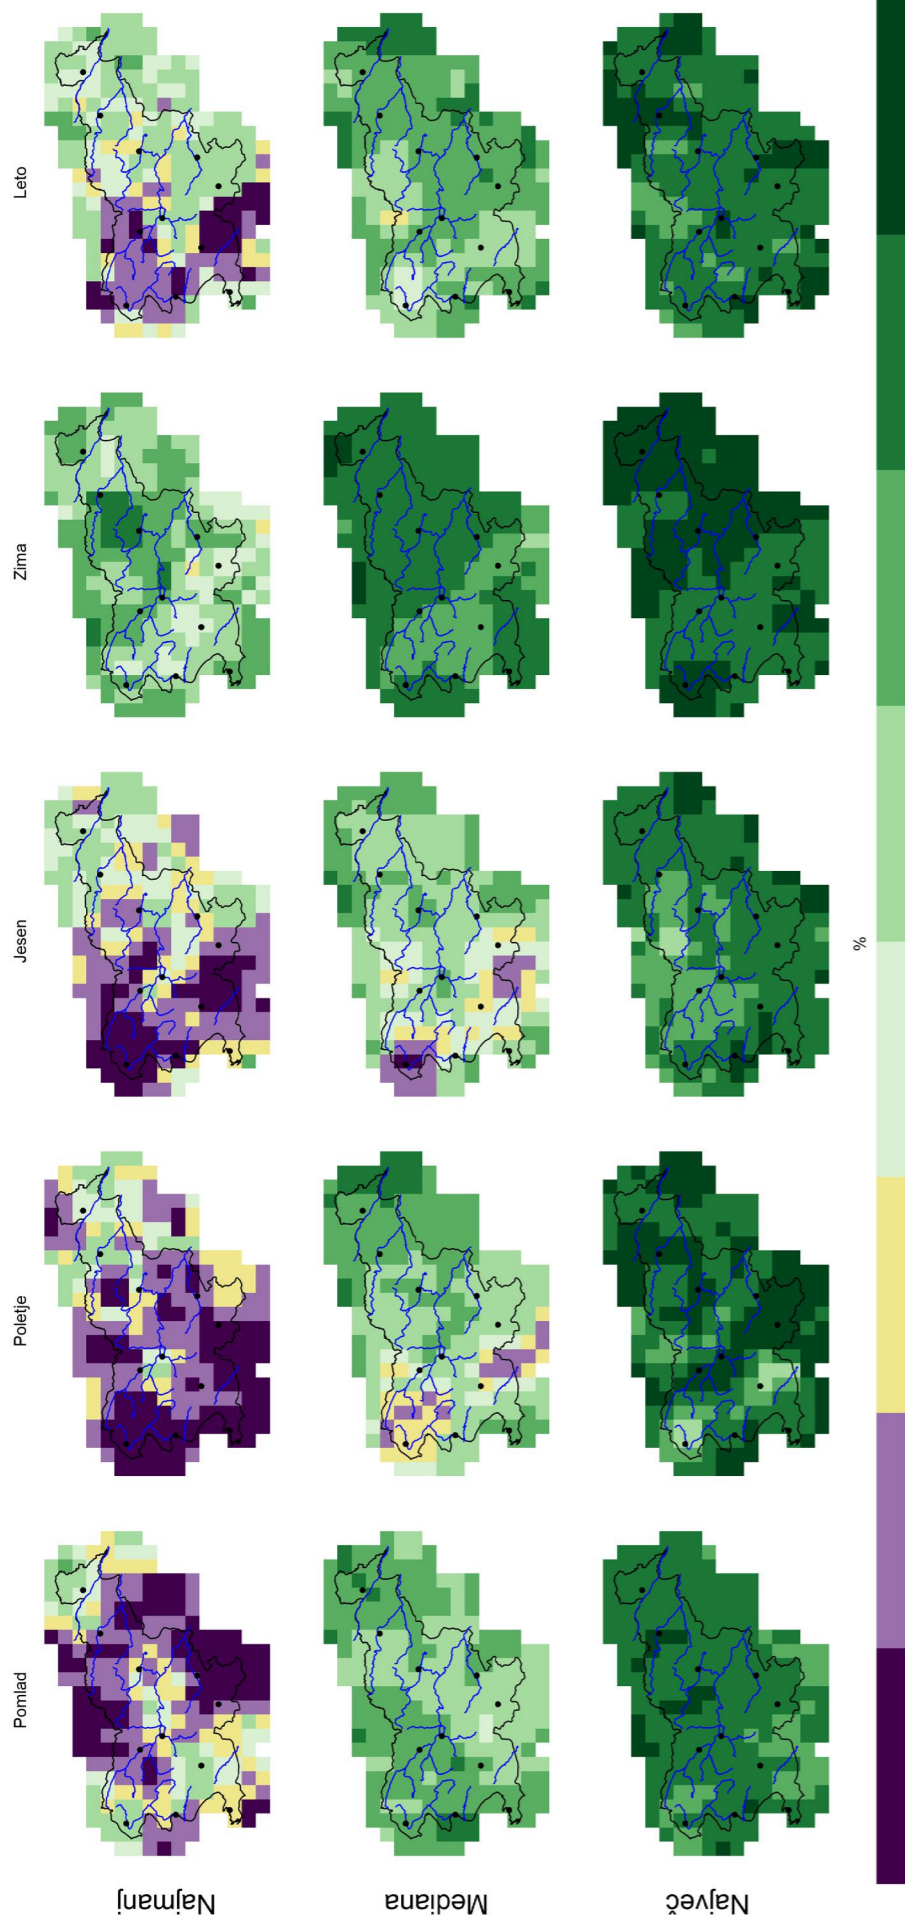 Leto
Zima
Jesen
Poletje
Pomlad
Najmanj
Mediana
Največ
%